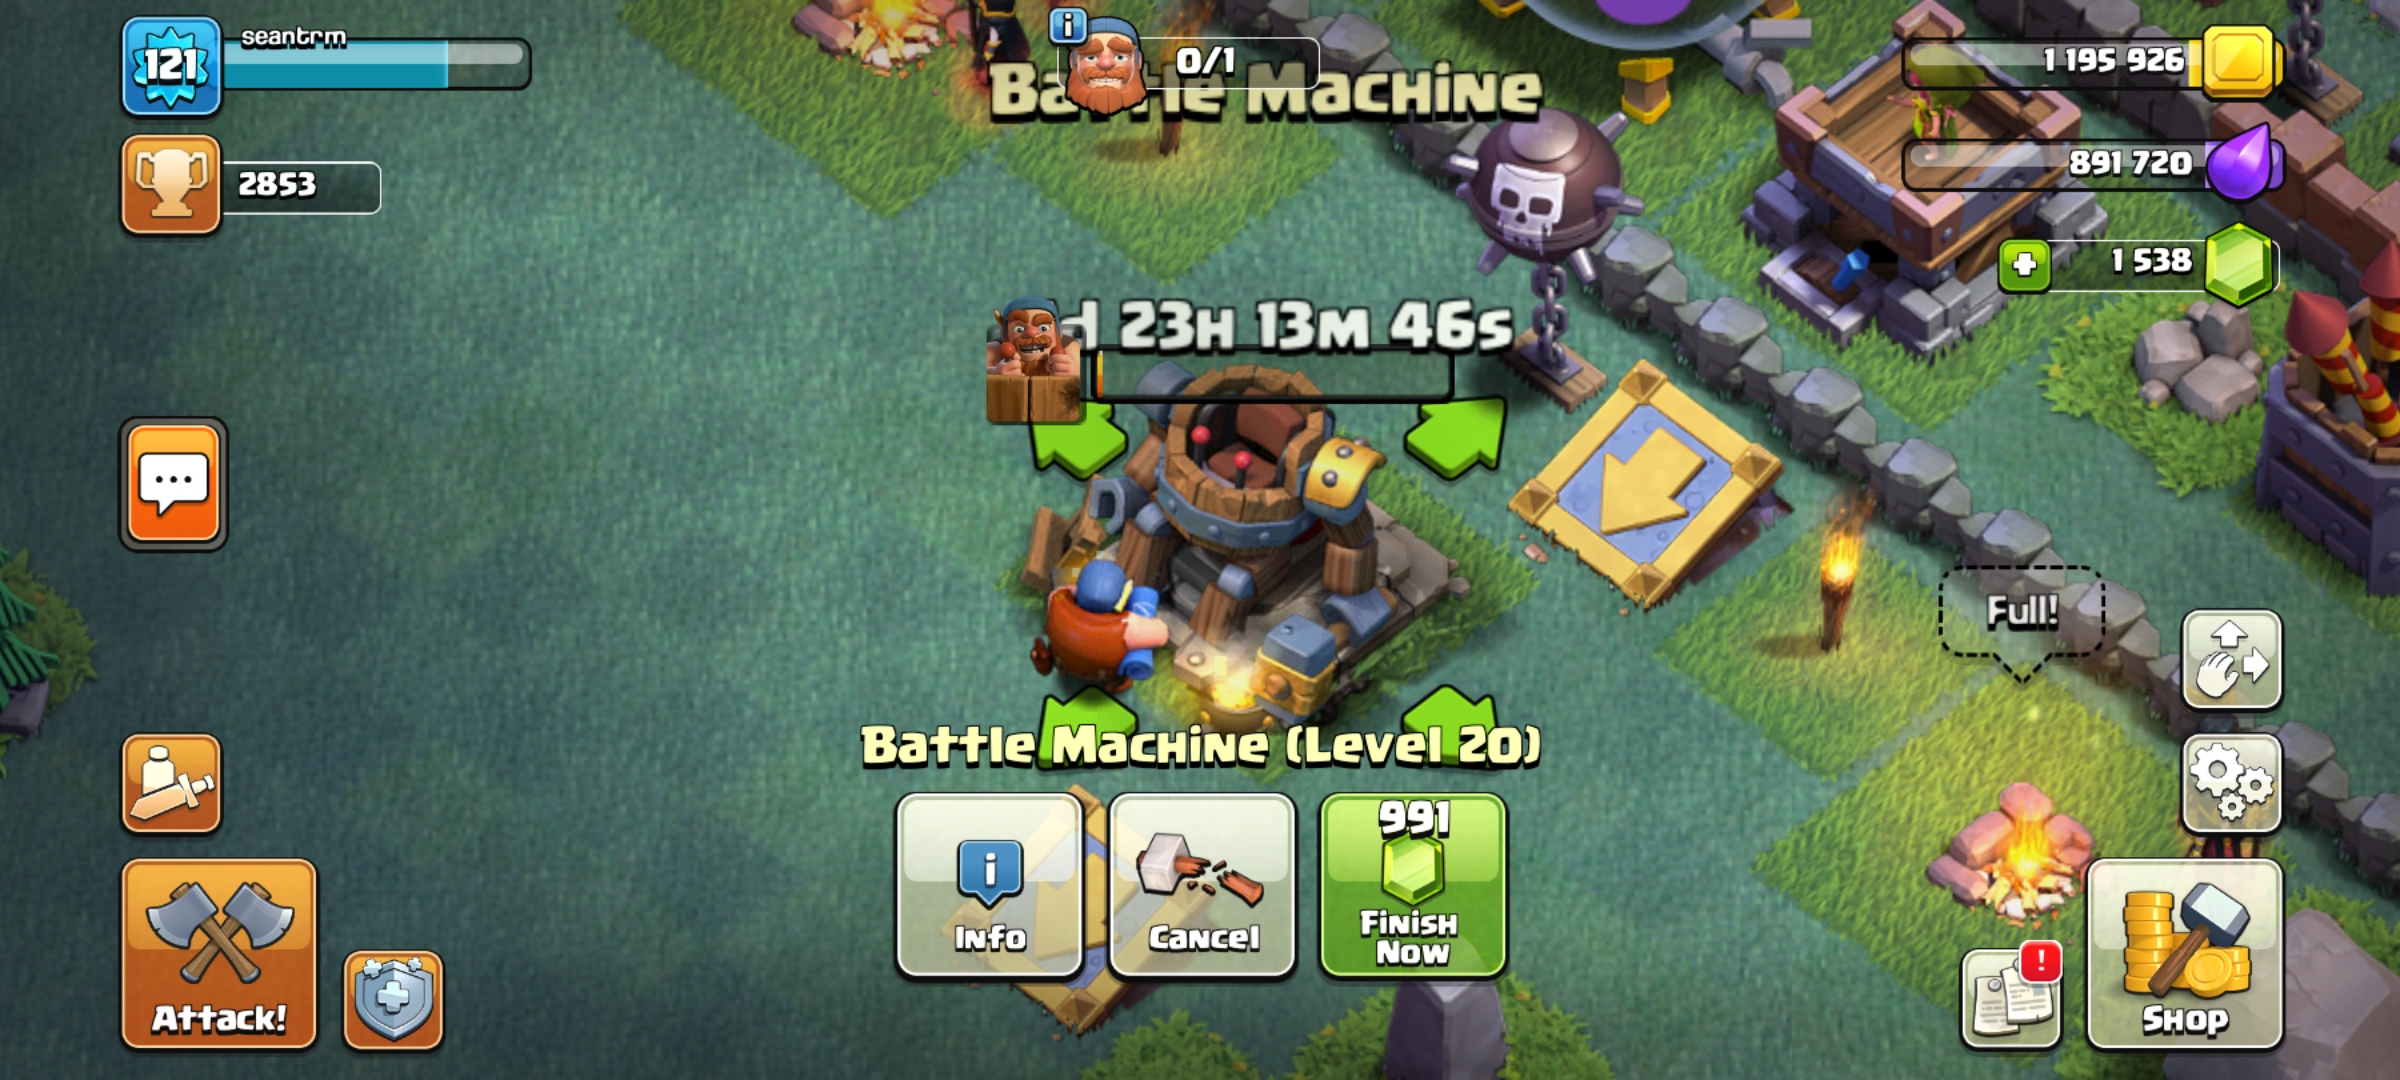 121
seantrm
0/1
Battle Machine
1 195 926
2853
891 720
1 538
d 23H 13M 46s
Full!
Battle Machine (Level 20)
991
Info
Cancel
Finish
Now
Attack!
!
Shop